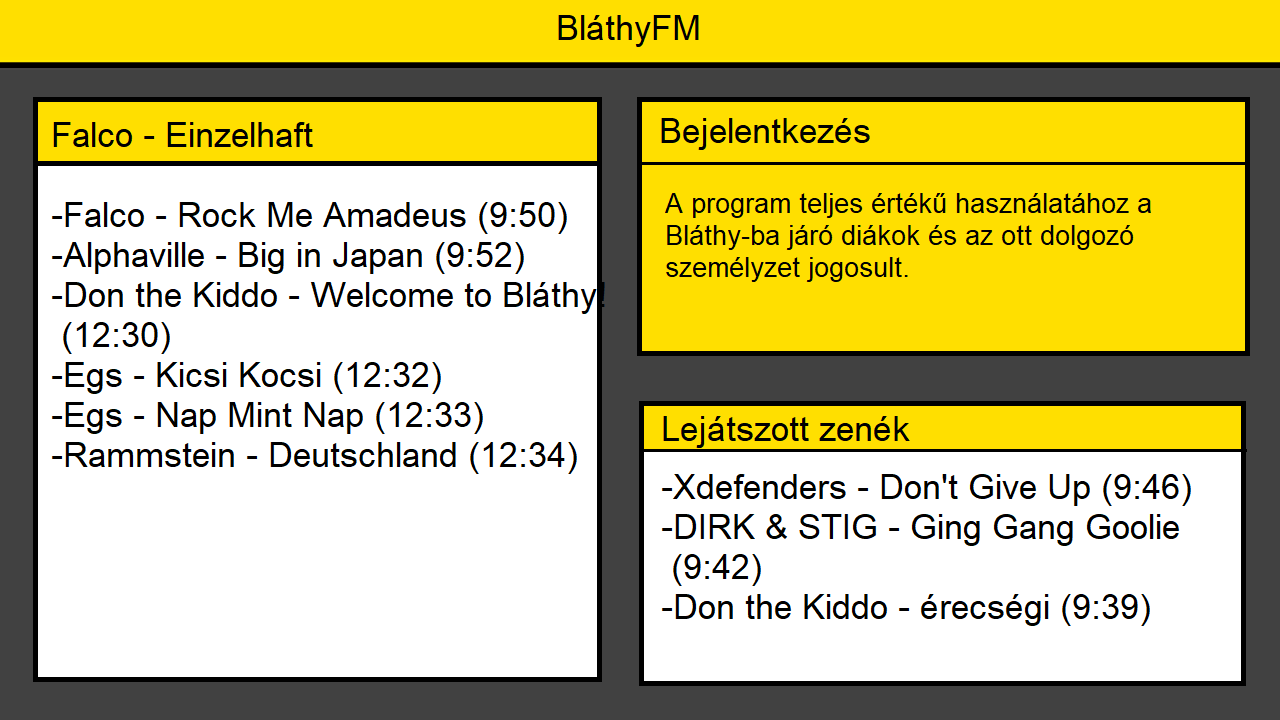 BláthyFM
Falco - Einzelhaft
-Falco - Rock Me Amadeus (9:50)
-Alphaville - Big in Japan (9:52)
-Don the Kiddo - Welcome to Bláthy!
(12:30)
-Egs - Kicsi Kocsi (12:32)
-Egs - Nap Mint Nap (12:33)
-Rammstein - Deutschland (12:34)
Bejelentkezés
A program teljes értékű használatához a
Bláthy-ba járó diákok és az ott dolgozó
személyzet jogosult.
Lejátszott zenék
-Xdefenders - Don't Give Up (9:46)
-DIRK & STIG - Ging Gang Goolie
(9:42)
-Don the Kiddo - érecségi (9:39)